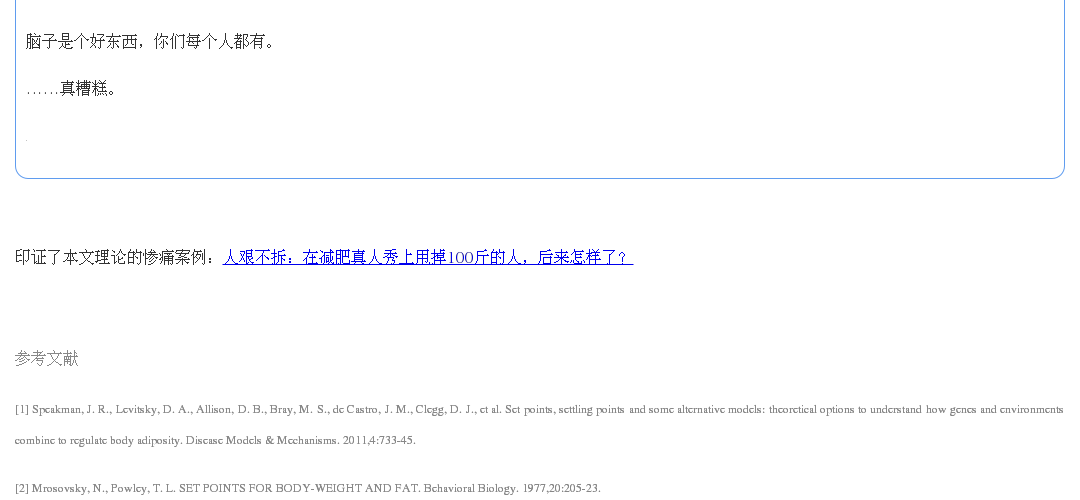 脑子是个好东西，你们每个人都有。
……真糟糕。
印证了本文理论的惨痛案例：人艰不拆：在减肥真人秀上甩掉100斤的人，后来怎样了？
参考文献
[1] Speakman, J. R., Levitsky, D. A., Allison, D. B., Bray, M. S., de Castro, J. M., Clegg, D. J., et al. Set points, settling points and some alternative models: theoretical options to understand how genes and environments
combine to regulate body adiposity. Disease Models & Mechanisms. 2011,4:733-45.
[2] Mrosovsky, N., Powley, T. L. SET POINTS FOR BODY-WEIGHT AND FAT. Behavioral Biology. 1977,20:205-23.